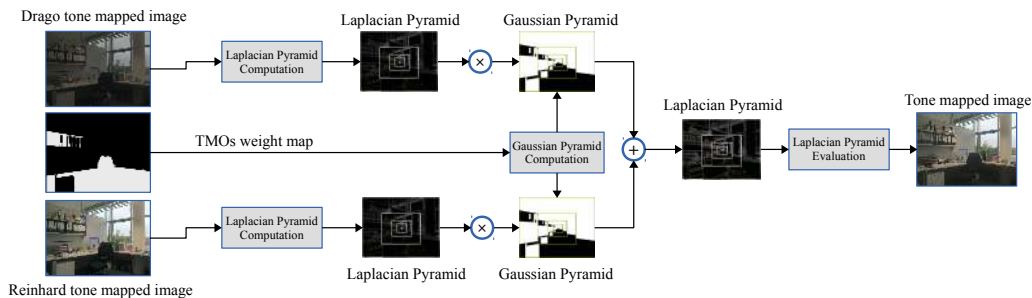 Drago tone mapped image
Laplacian Pyramid
Gaussian Pyramid
Laplacian Pyramid
Computation
×
TMOs weight map
Gaussian Pyramid
Computation
Laplacian Pyramid
+
Laplacian Pyramid
Evaluation
Tone mapped image
Laplacian Pyramid
Computation
×
Laplacian Pyramid
Gaussian Pyramid
Reinhard tone mapped image